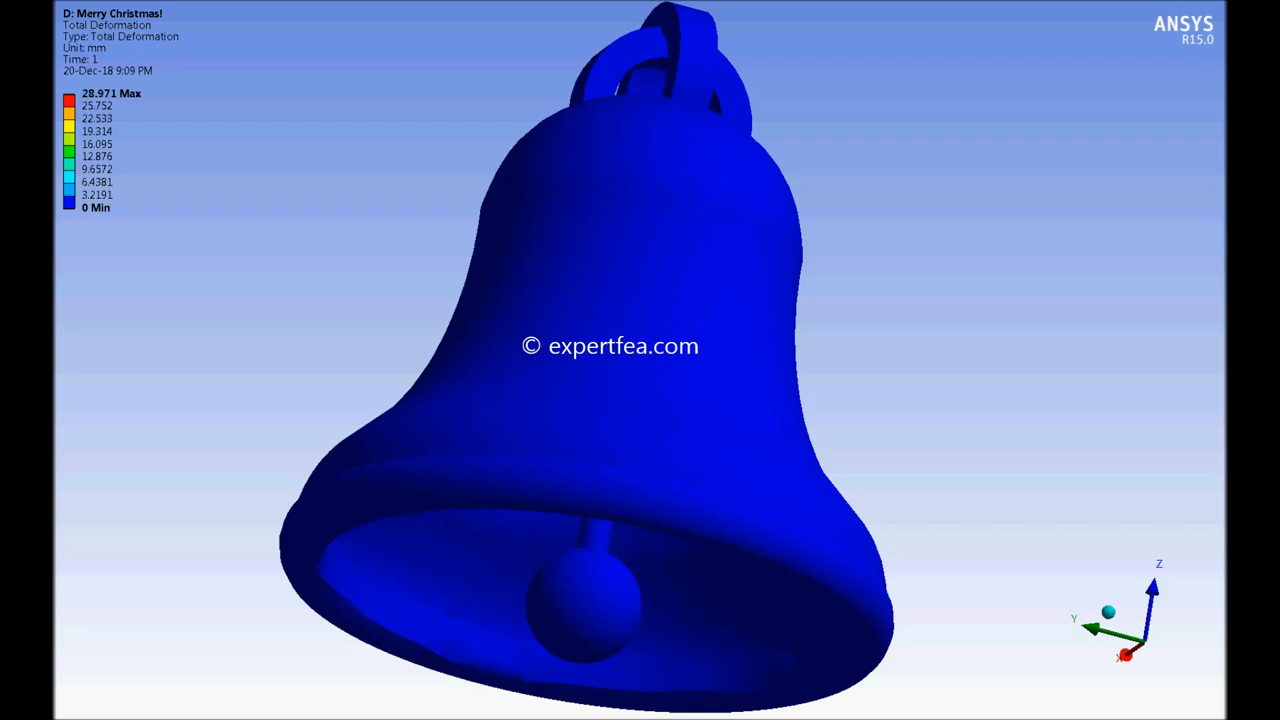 D: Merry Christmas!
Total Deformation
Type: Total Deformation
Unit: mm
Time: 1
20-Dec-18 9:09 PM
28.971 Max
25.752
22.533
19.314
16.095
12.876
9.6572
6.4381
3.2191
0 Min
ANSYS
R15.0
© expertfea.com
Z
Y
X